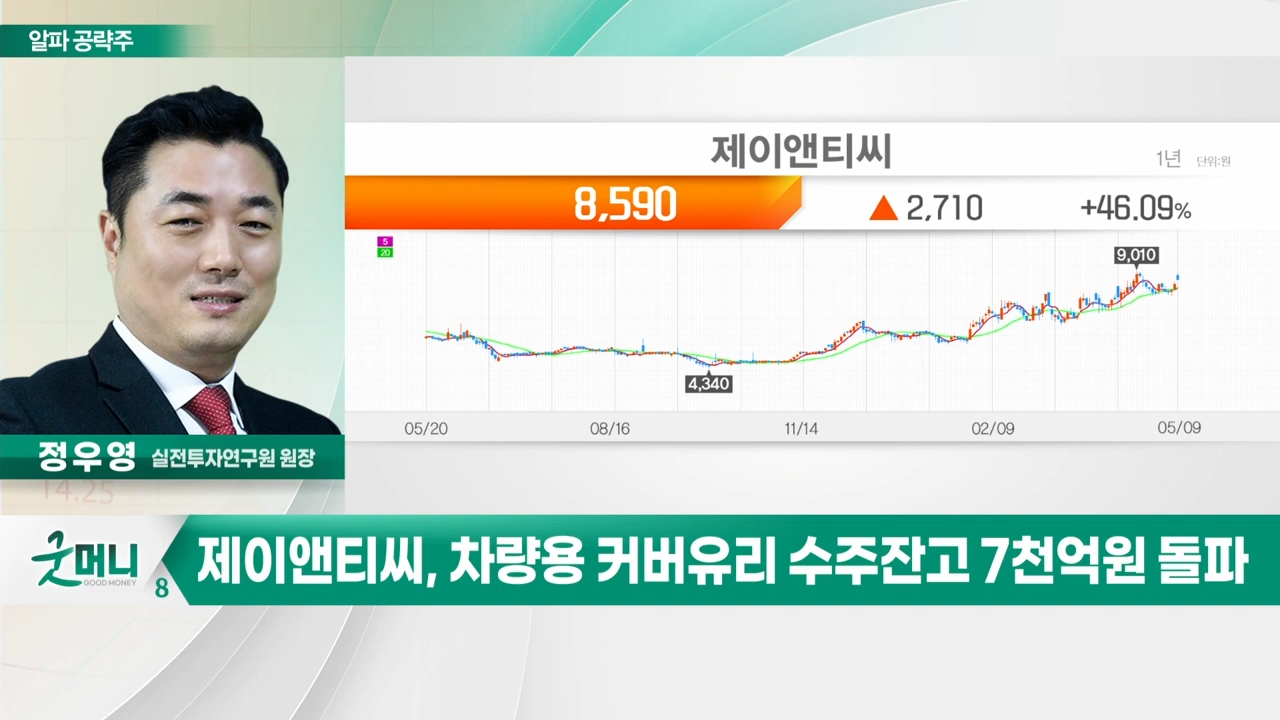 알파 공략주
제이앤티씨
1년 단위:원
8,590 ▲ 2,710 +46.09%
5
20
9,010
4,340
05/20 08/16 11/14 02/09 05/09
정우영 실전투자연구원 원장
14.25
굿머니
GOOD MONEY
8
제이앤티씨, 차량용 커버유리 수주잔고 7천억원 돌파